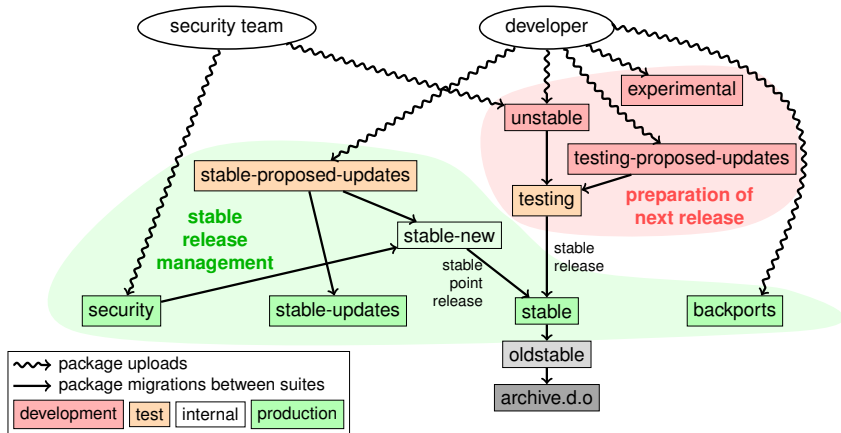 security team
developer
experimental
unstable
testing-proposed-updates
stable-proposed-updates
testing
preparation of
next release
stable
release
management
stable-new
stable
release
stable
point
release
security
stable-updates
stable
backports
oldstable
archive.d.o
package uploads
package migrations between suites
development
test
internal
production